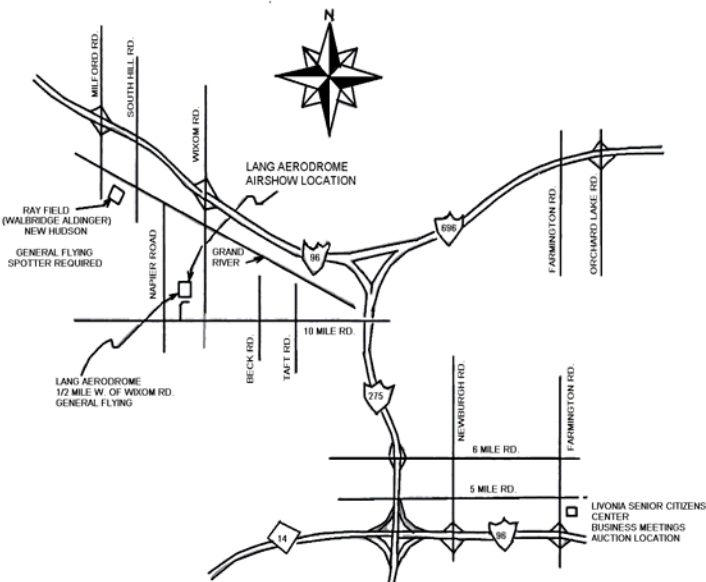 N
MILFORD RD.
SOUTH HILL RD.
WIXOM RD.
LANG AERODROME
AIRSHOW LOCATION
RAY FIELD
(WALBRIDGE ALDINGER)
NEW HUDSON
GENERAL FLYING
SPOTTER REQUIRED
NAPIER ROAD
GRAND
RIVER
96
696
FARMINGTON RD.
ORCHARD LAKE RD.
10 MILE RD.
BECK RD.
TAFT RD.
LANG AERODROME
1/2 MILE W. OF WIXOM RD.
GENERAL FLYING
275
NEWBURGH RD.
FARMINGTON RD.
6 MILE RD.
5 MILE RD.
LIVONIA SENIOR CITIZENS
CENTER
BUSINESS MEETINGS
AUCTION LOCATION
14
96